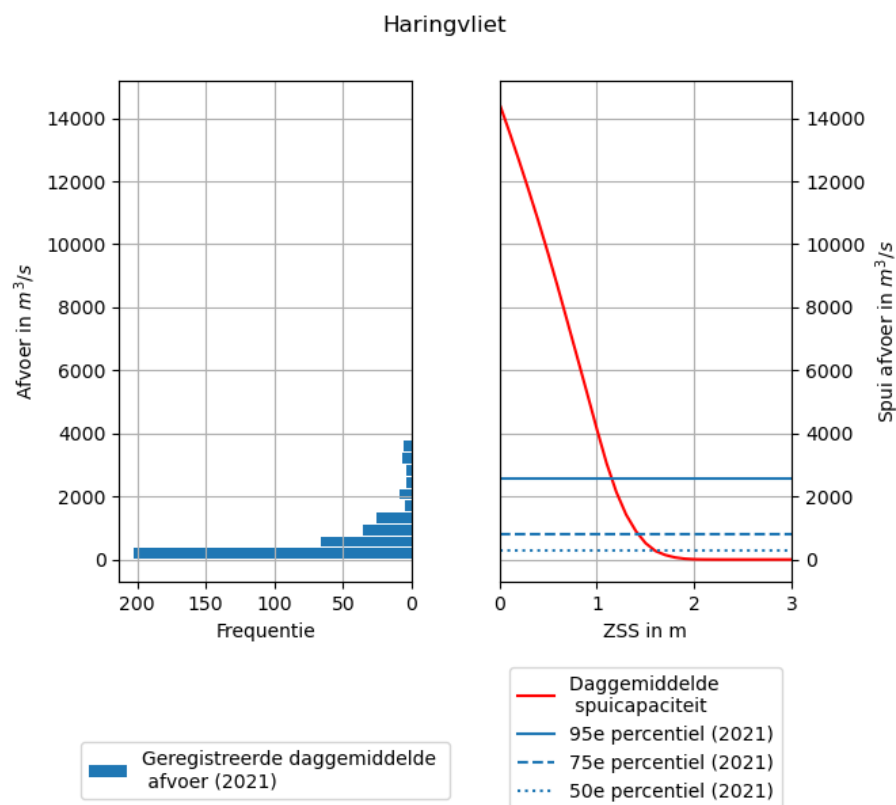 Haringvliet
Afvoer in m³/s
14000
12000
10000
8000
6000
4000
2000
0
200 150 100 50 0
Frequentie
Geregistreerde daggemiddelde
afvoer (2021)
14000
12000
10000
8000
6000
4000
2000
0
Spui afvoer in m³/s
0 1 2 3
ZSS in m
Daggemiddelde
spuicapaciteit
95e percentiel (2021)
75e percentiel (2021)
50e percentiel (2021)